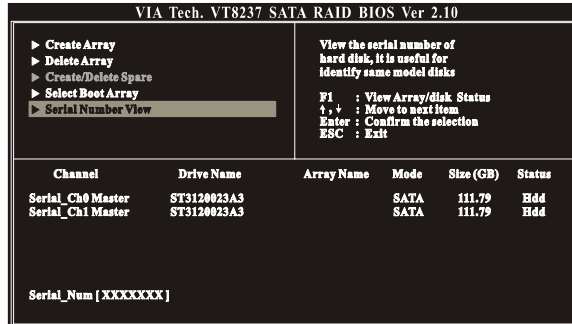 VIA Tech. VT8237 SATA RAID BIOS Ver 2.10
Create Array
Delete Array
Create/Delete Spare
Select Boot Array
Serial Number View
View the serial number of
hard disk, it is useful for
identify same model disks
F1 : View Array/disk Status
↑,↓ : Move to next item
Enter : Confirm the selection
ESC : Exit
Channel Drive Name Array Name Mode Size (GB) Status
Serial_Ch0 Master ST3120023A3 SATA 111.79 Hdd
Serial_Ch1 Master ST3120023A3 SATA 111.79 Hdd
Serial_Num [ XXXXXXX ]